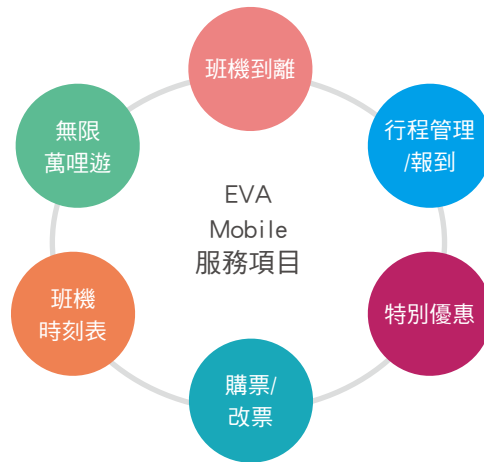 班機到離
無限
萬哩遊
行程管理
/報到
EVA
Mobile
服務項目
班機
時刻表
特別優惠
購票/
改票